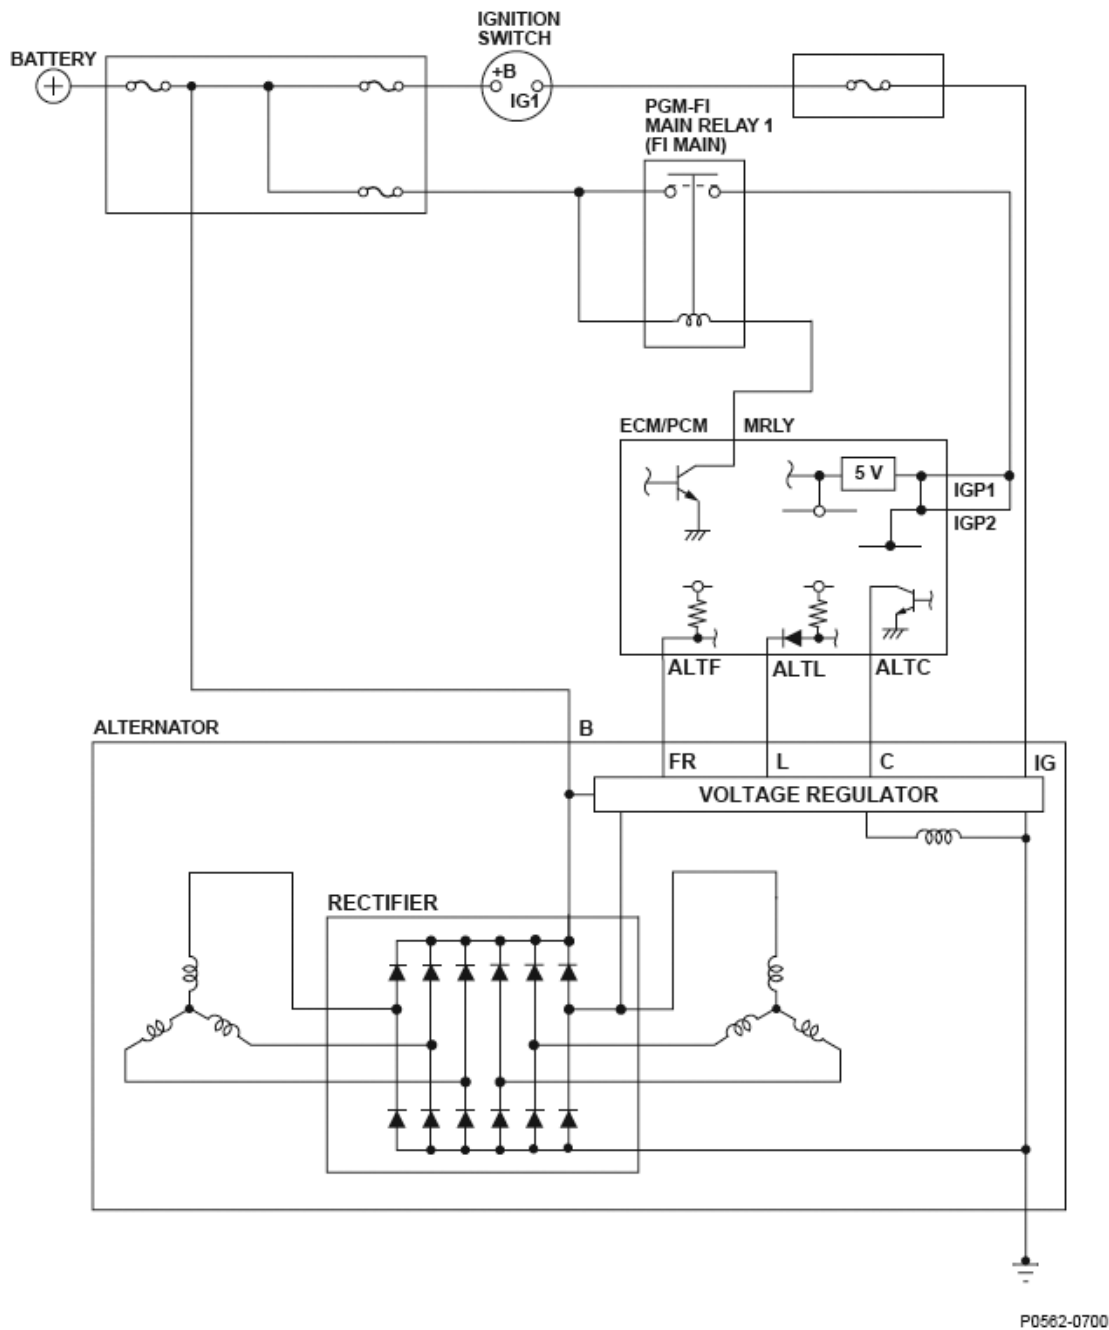 IGNITION
SWITCH
BATTERY
+B
IG1
PGM-FI
MAIN RELAY 1
(FI MAIN)
ECM/PCM MRLY
5 V
IGP1
IGP2
ALTF ALTL ALTC
ALTERNATOR
B
FR L C IG
VOLTAGE REGULATOR
RECTIFIER
P0562-0700